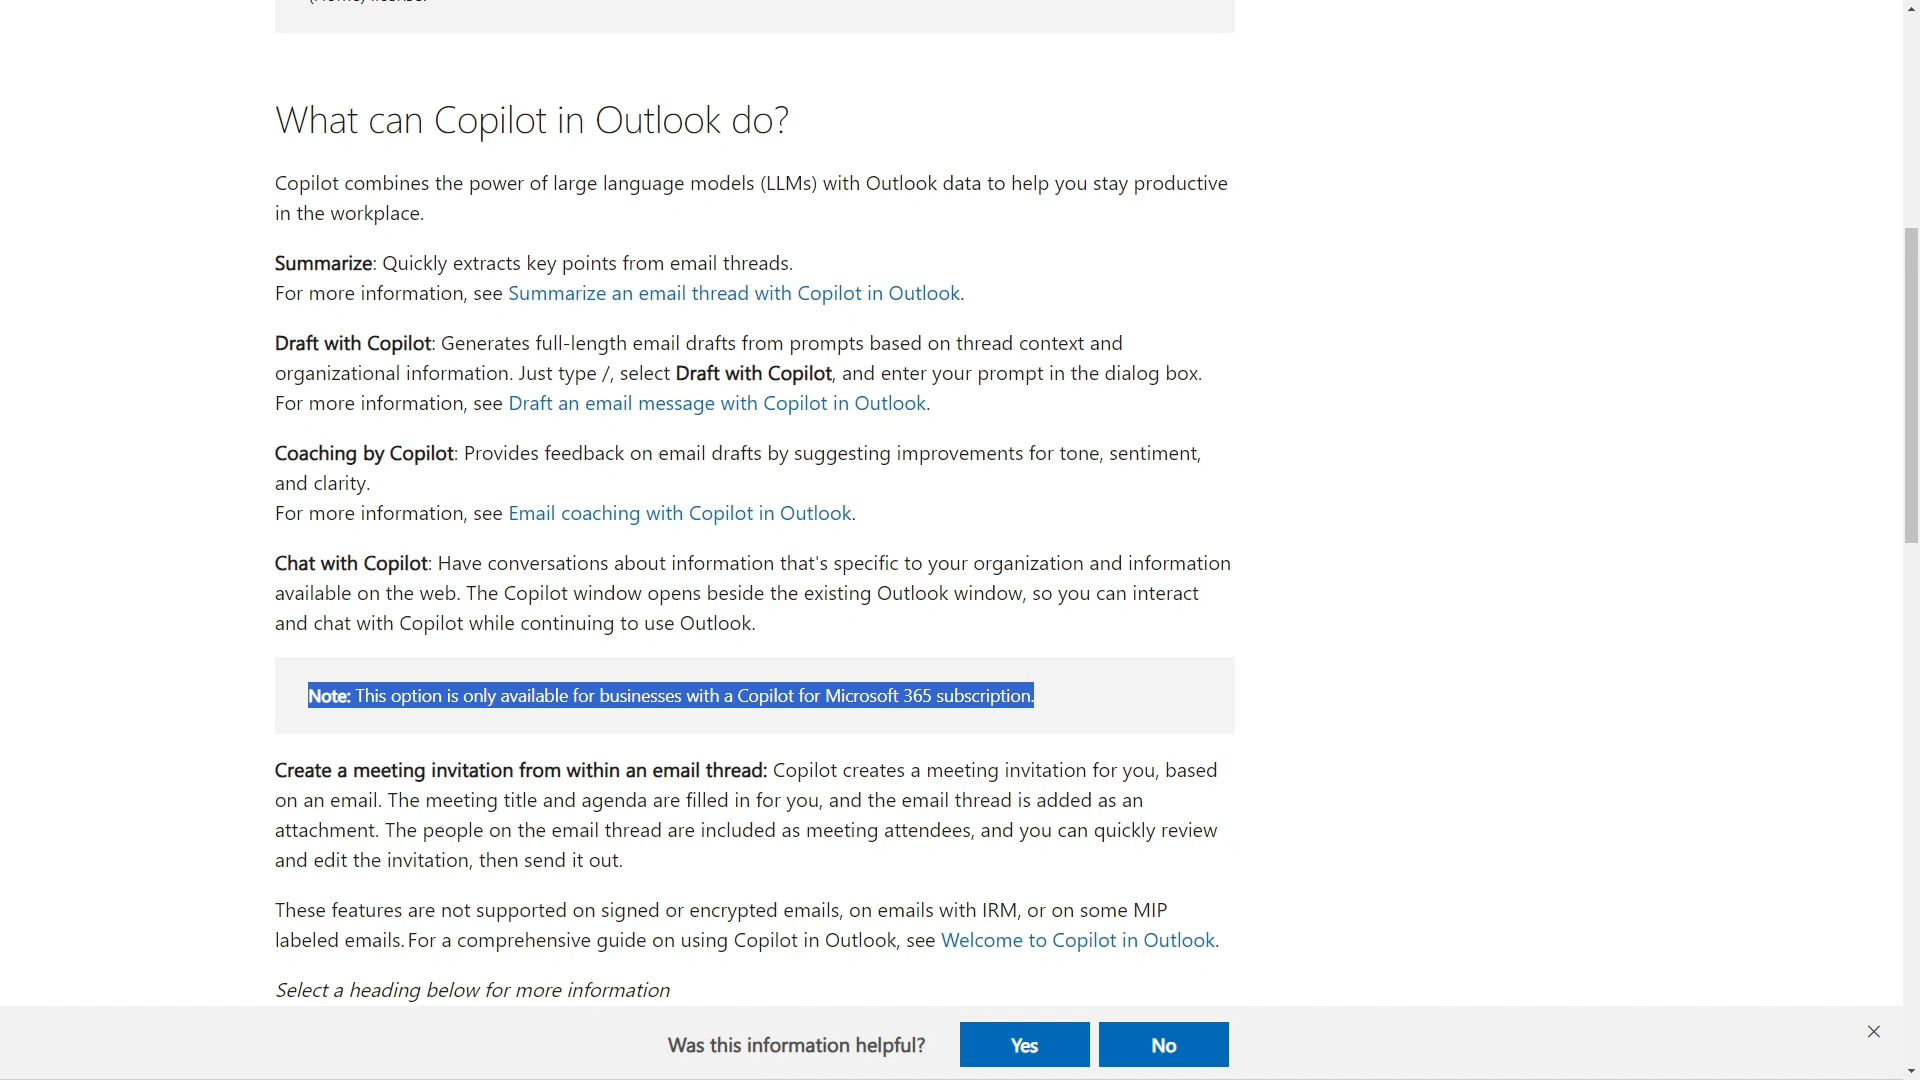 What can Copilot in Outlook do?
Copilot combines the power of large language models (LLMs) with Outlook data to help you stay productive
in the workplace.
Summarize: Quickly extracts key points from email threads.
For more information, see Summarize an email thread with Copilot in Outlook.
Draft with Copilot: Generates full-length email drafts from prompts based on thread context and
organizational information. Just type /, select Draft with Copilot, and enter your prompt in the dialog box.
For more information, see Draft an email message with Copilot in Outlook.
Coaching by Copilot: Provides feedback on email drafts by suggesting improvements for tone, sentiment,
and clarity.
For more information, see Email coaching with Copilot in Outlook.
Chat with Copilot: Have conversations about information that's specific to your organization and information
available on the web. The Copilot window opens beside the existing Outlook window, so you can interact
and chat with Copilot while continuing to use Outlook.
Note: This option is only available for businesses with a Copilot for Microsoft 365 subscription.
Create a meeting invitation from within an email thread: Copilot creates a meeting invitation for you, based
on an email. The meeting title and agenda are filled in for you, and the email thread is added as an
attachment. The people on the email thread are included as meeting attendees, and you can quickly review
and edit the invitation, then send it out.
These features are not supported on signed or encrypted emails, on emails with IRM, or on some MIP
labeled emails. For a comprehensive guide on using Copilot in Outlook, see Welcome to Copilot in Outlook.
Select a heading below for more information
Was this information helpful? Yes No